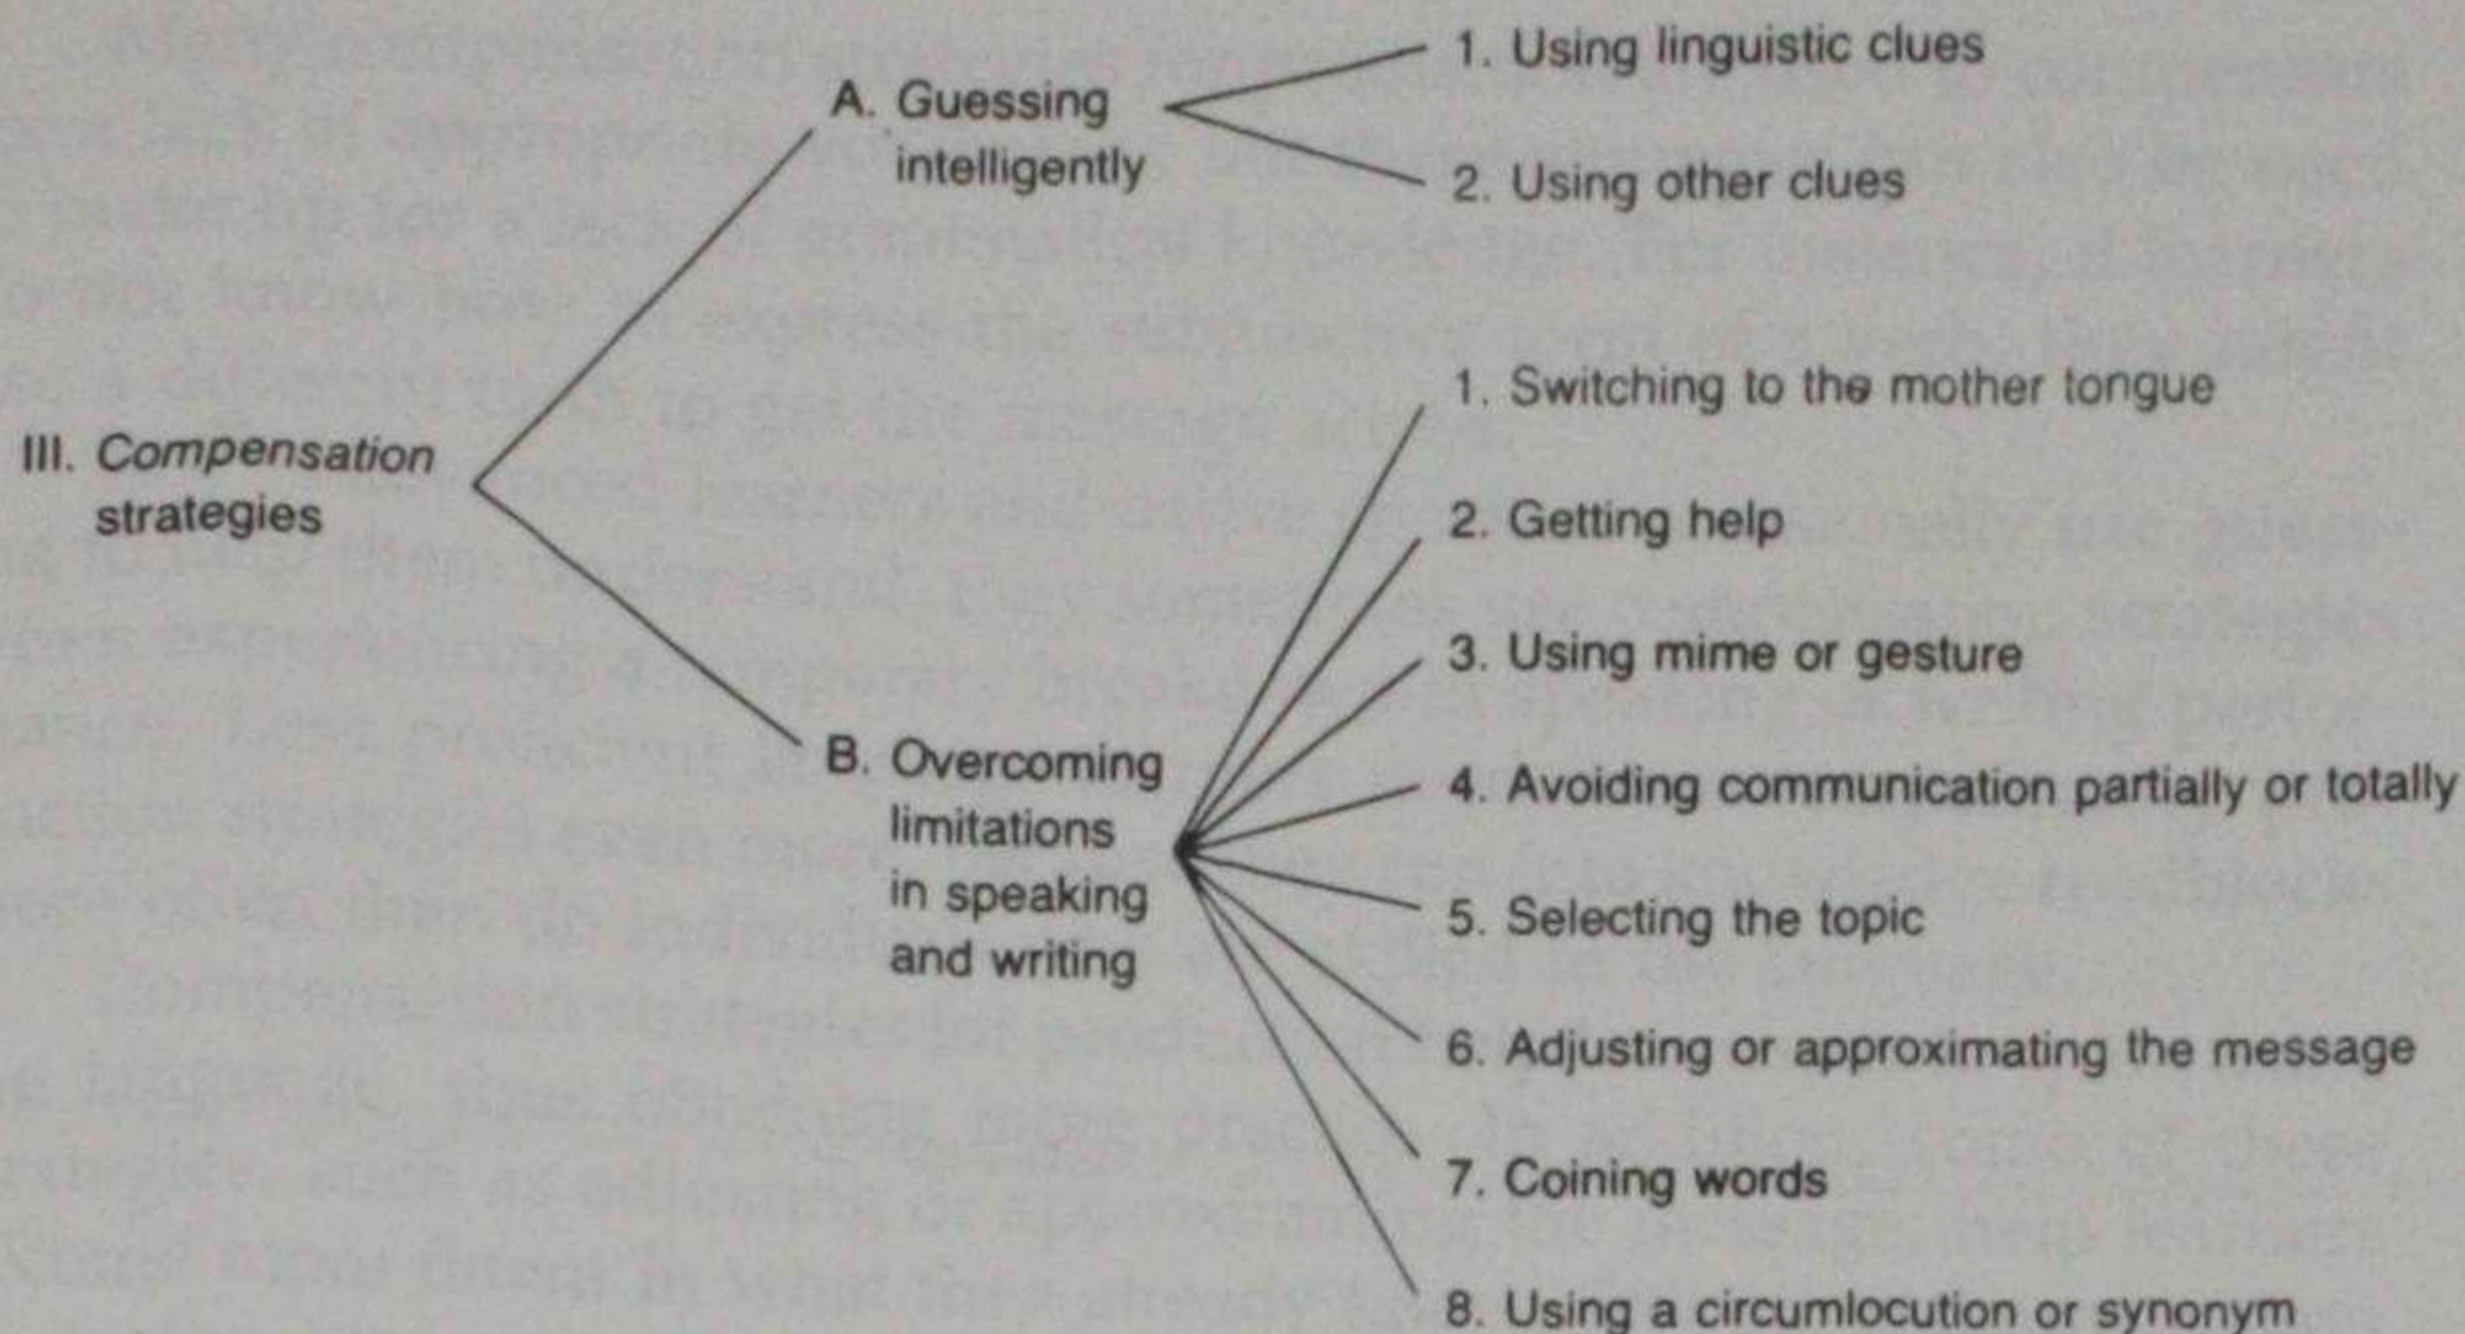 1. Using linguistic clues
A. Guessing
intelligently
2. Using other clues
III. Compensation
strategies
1. Switching to the mother tongue
2. Getting help
3. Using mime or gesture
B. Overcoming
limitations
in speaking
and writing
4. Avoiding communication partially or totally
5. Selecting the topic
6. Adjusting or approximating the message
7. Coining words
8. Using a circumlocution or synonym